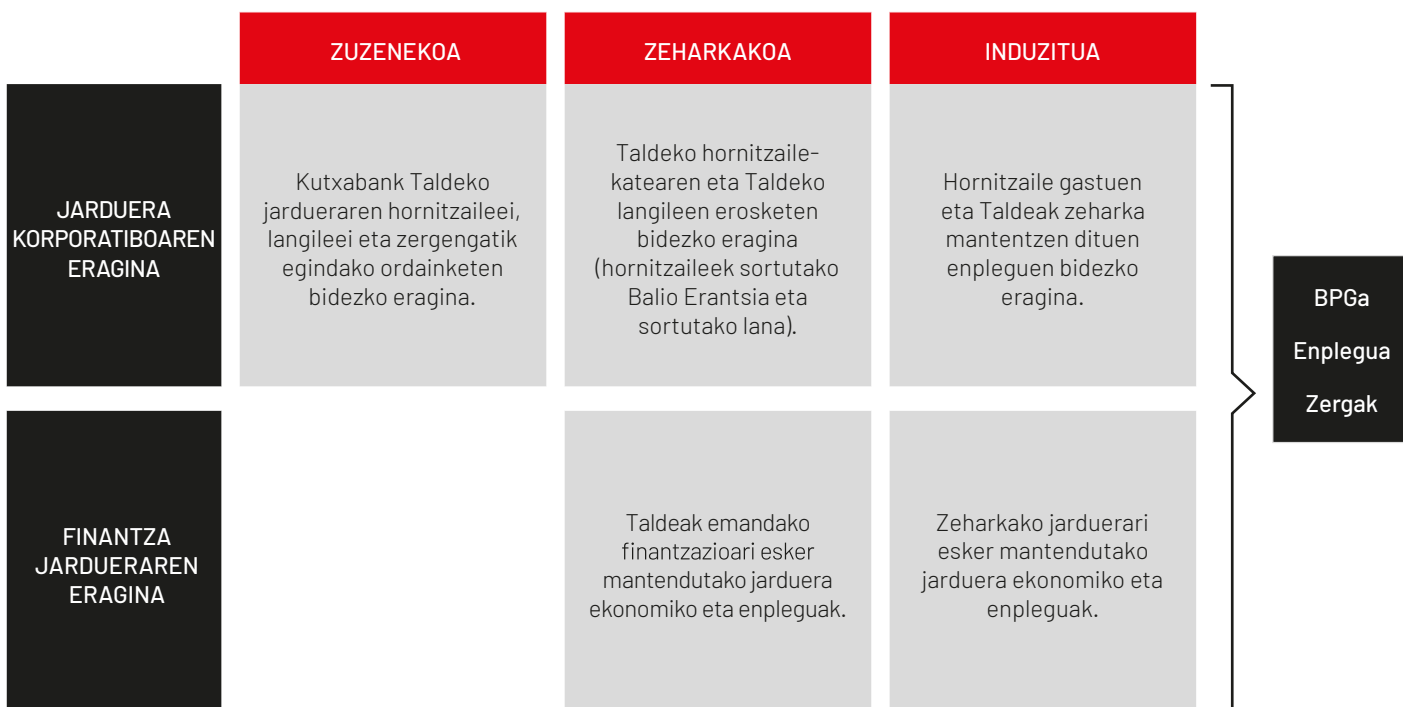 ZUZENEKOA
ZEHARKAKOA
INDUZITUA
JARDUERA
KORPORATIBOAREN
ERAGINA
Kutxabank Taldeko
jardueraren hornitzaileei,
langileei eta zergengatik
egindako ordainketen
bidezko eragina.
Taldeko hornitzaile-
katearen eta Taldeko
langileen erosketen
bidezko eragina
(hornitzaileek sortutako
Balio Erantsia eta
sortutako lana).
Hornitzaile gastuen
eta Taldeak zeharka
mantentzen dituen
enpleguen bidezko
eragina.
FINANTZA
JARDUERAREN
ERAGINA
Taldeak emandako
finantzazioari esker
mantendutako jarduera
ekonomiko eta enpleguak.
Zeharkako jarduerari
esker mantendutako
jarduera ekonomiko eta
enpleguak.
BPGa
Enplegua
Zergak